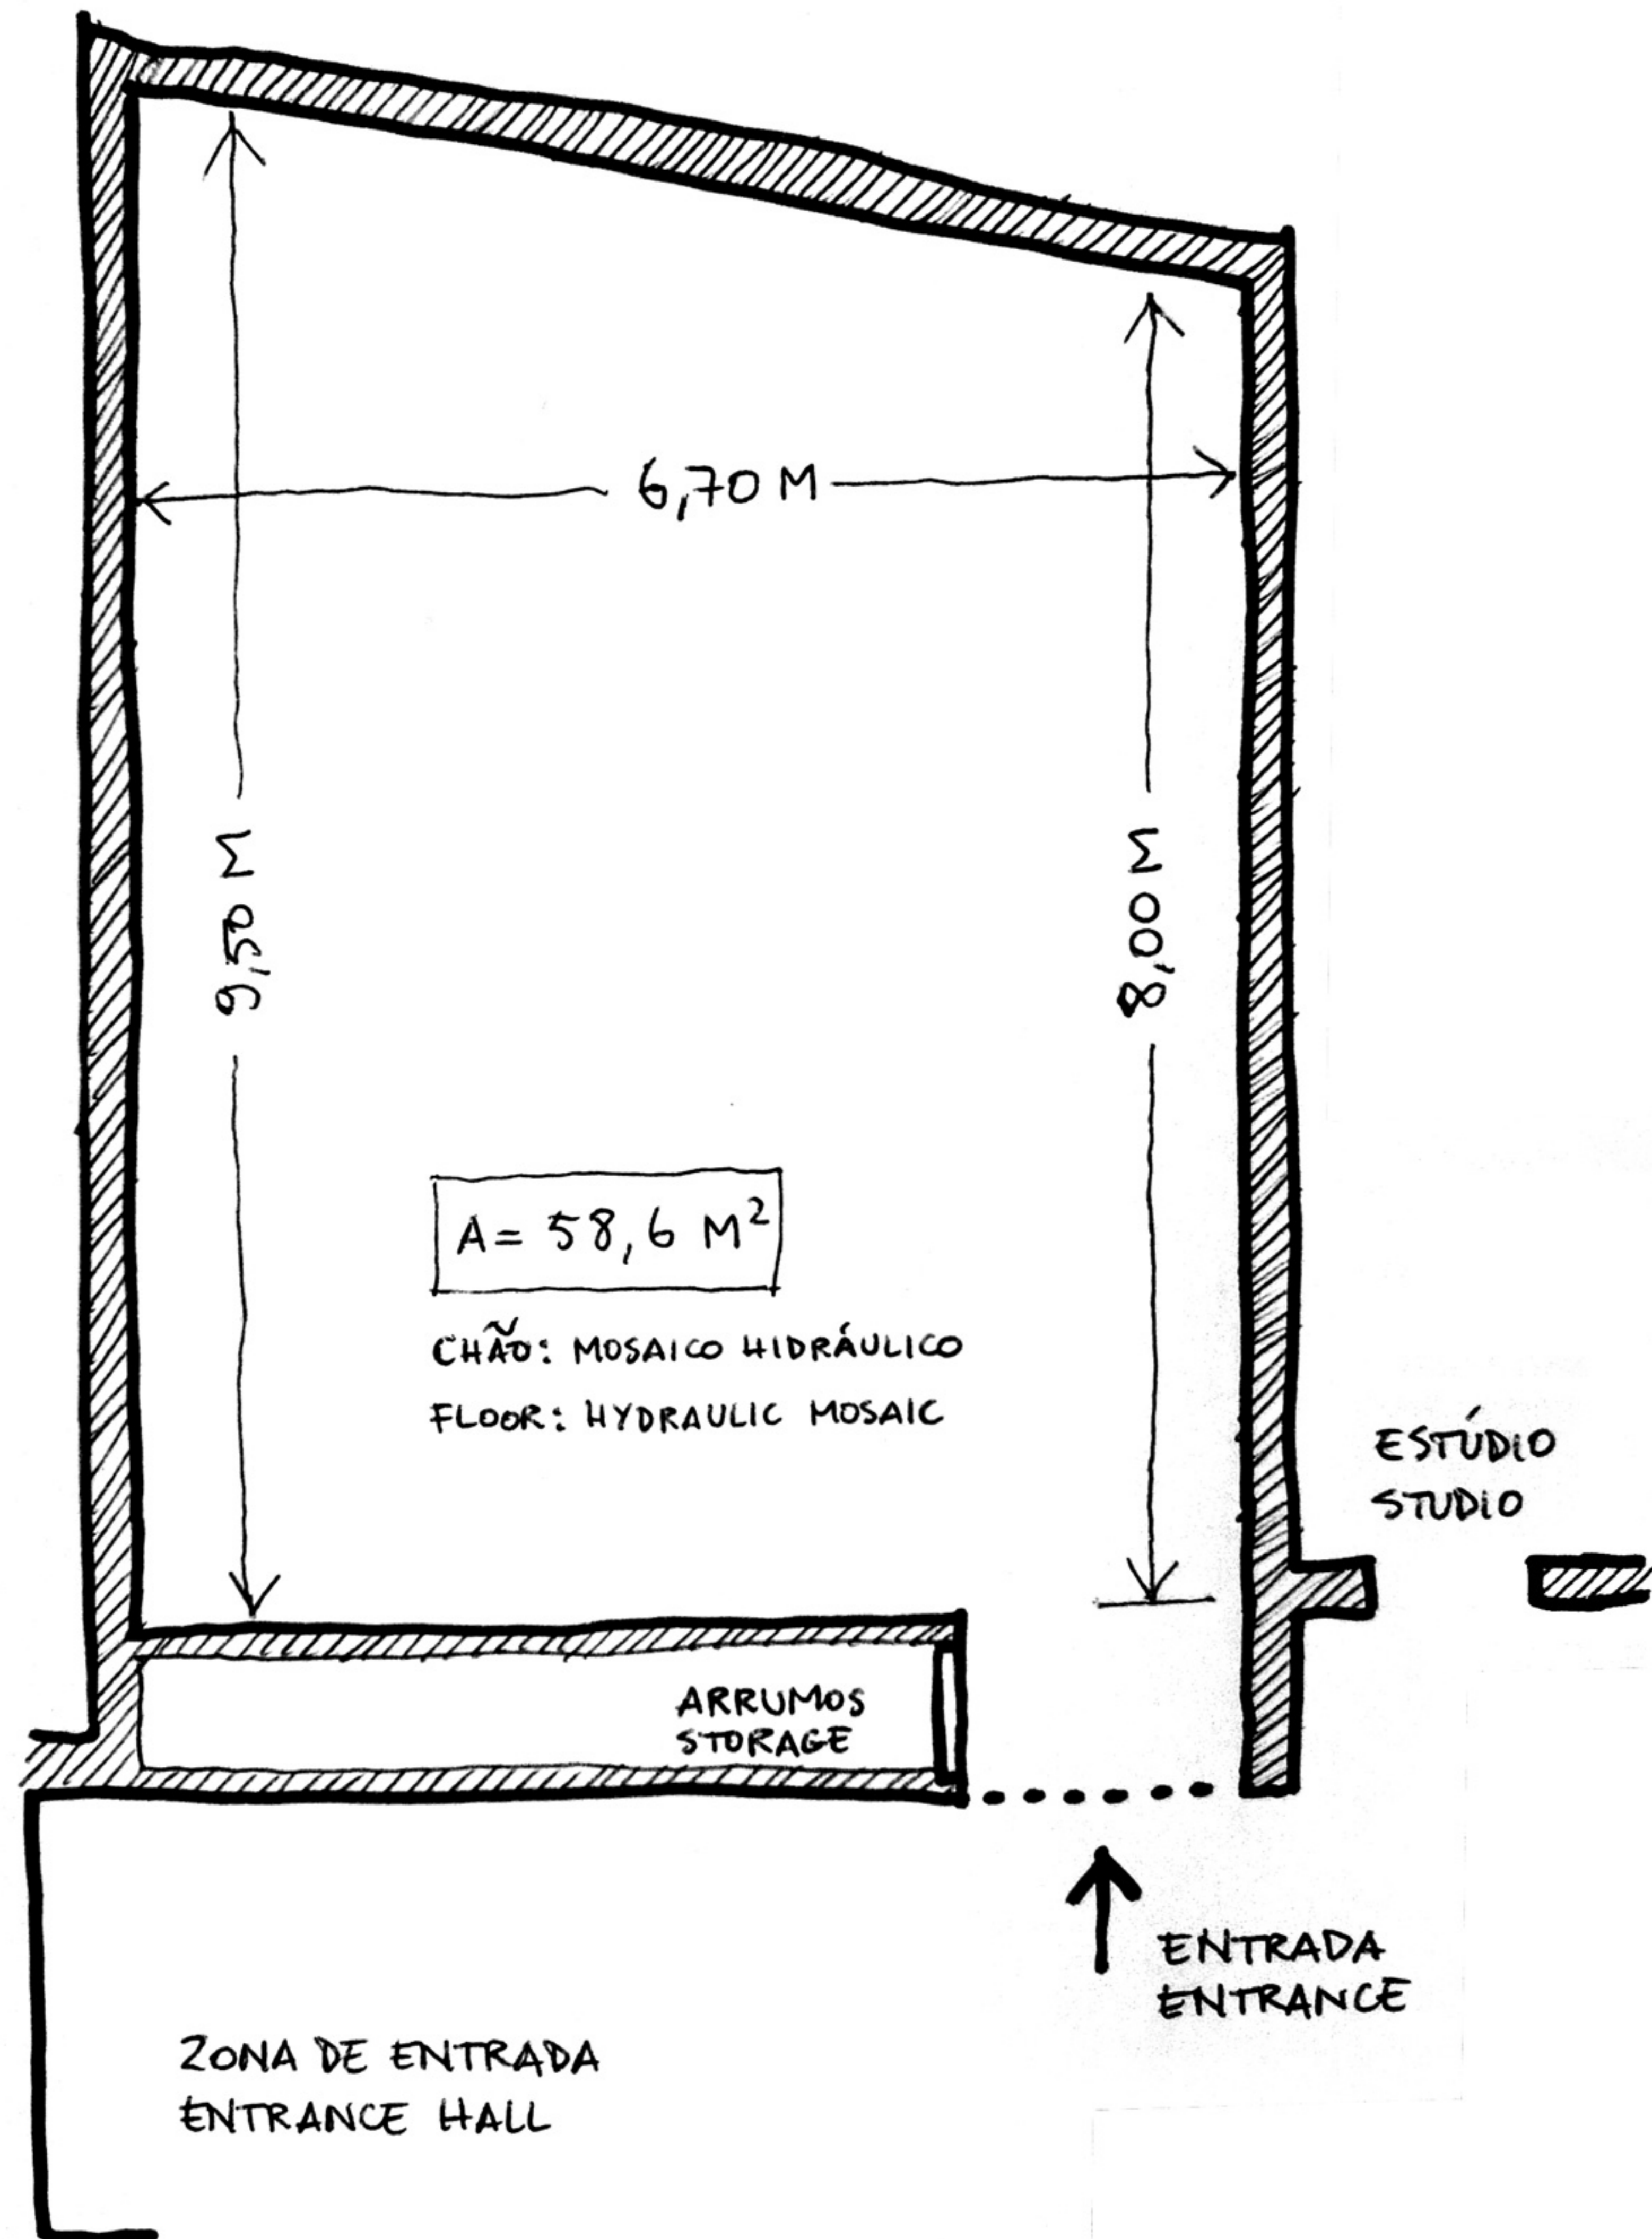 6,70 M
9,50 M
8,00 M
A= 58,6 M²
CHÃO: MOSAICO HIDRÁULICO
FLOOR: HYDRAULIC MOSAIC
ESTÚDIO
STUDIO
ARRUMOS
STORAGE
ENTRADA
ENTRANCE
ZONA DE ENTRADA
ENTRANCE HALL